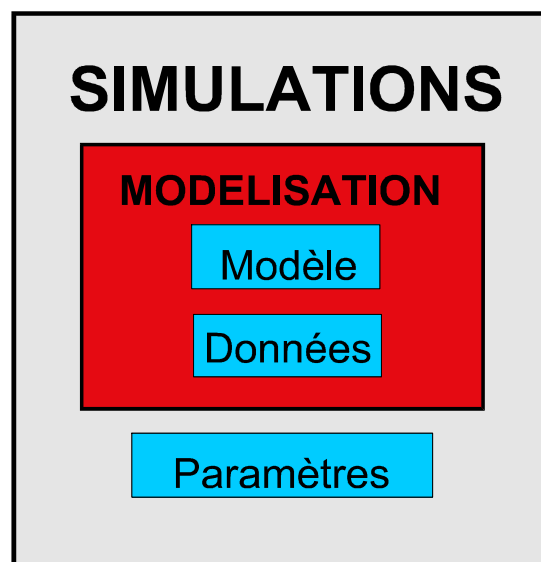 SIMULATIONS
MODELISATION
Modèle
Données
Paramètres